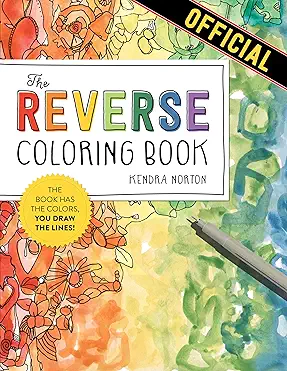 OFFICIAL
The
REVERSE
COLORING BOOK
KENDRA NORTON
THE
BOOK HAS
THE COLORS,
YOU DRAW
THE LINES!